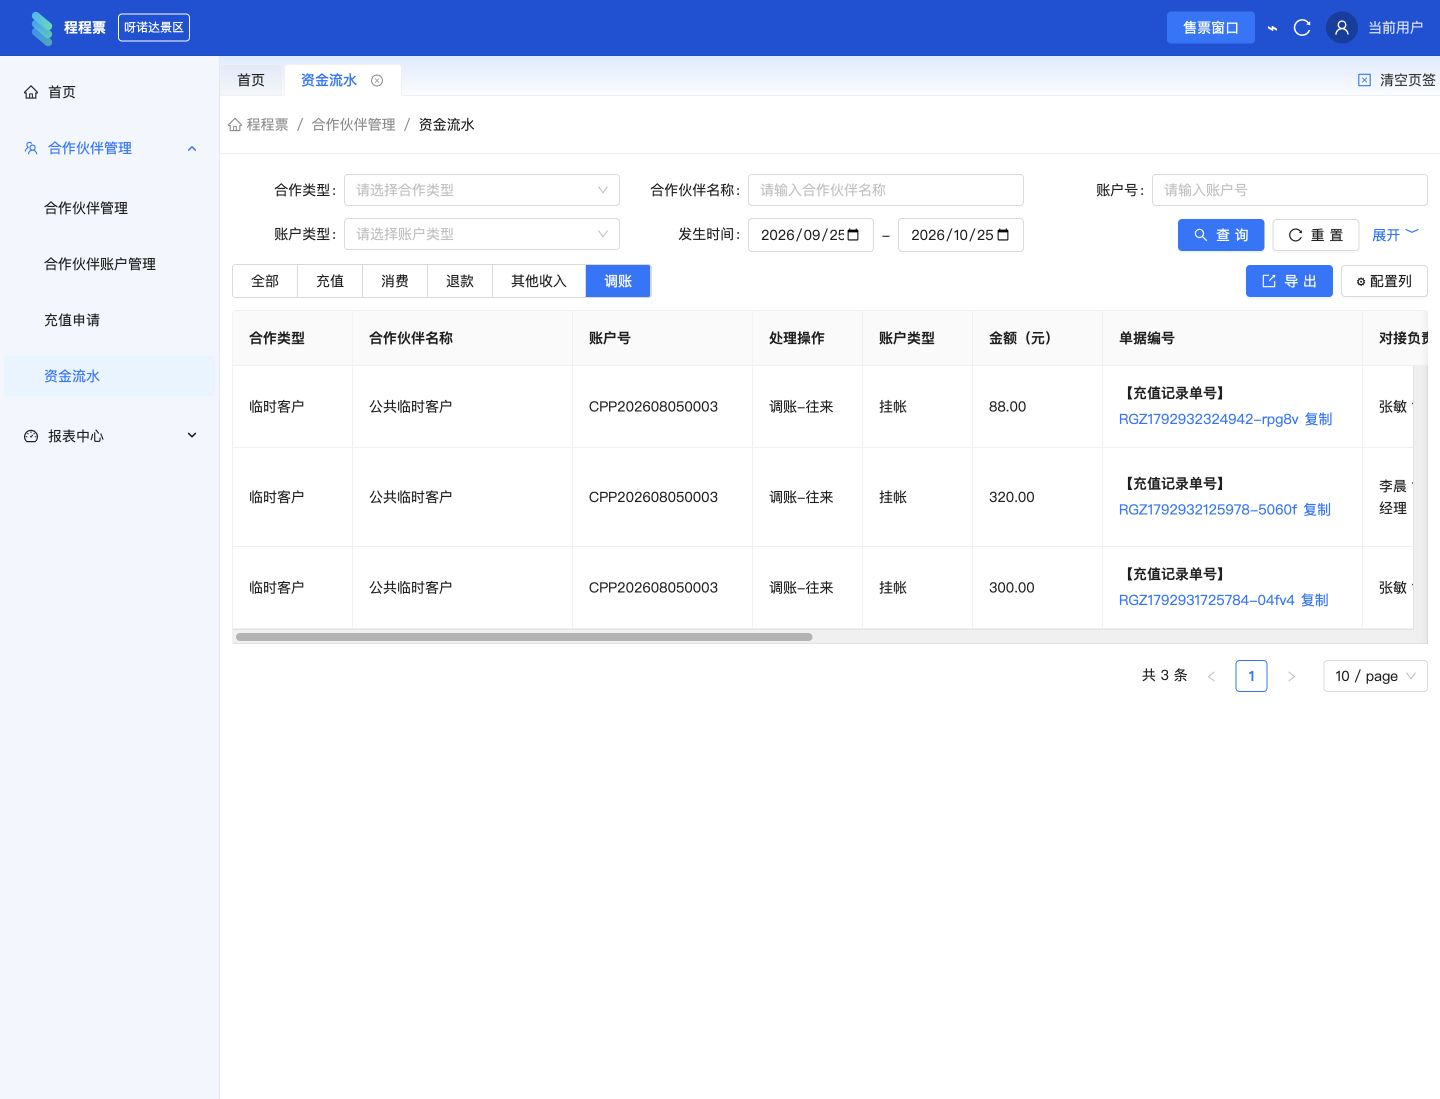 程程票 呀诺达景区 售票窗口 当前用户
首页 资金流水 清空页签
首页
合作伙伴管理
合作伙伴管理
合作伙伴账户管理
充值申请
资金流水
报表中心
程程票 / 合作伙伴管理 / 资金流水
合作类型: 请选择合作类型 合作伙伴名称: 请输入合作伙伴名称 账户号: 请输入账户号
账户类型: 请选择账户类型 发生时间: 2026/09/25 – 2026/10/25 查 询 重 置 展开
全部 充值 消费 退款 其他收入 调账 导 出 配置列
合作类型 合作伙伴名称 账户号 处理操作 账户类型 金额（元） 单据编号 对接负责
临时客户 公共临时客户 CPP202608050003 调账-往来 挂帐 88.00 【充值记录单号】 张敏
RGZ1792932324942-rpg8v 复制
临时客户 公共临时客户 CPP202608050003 调账-往来 挂帐 320.00 【充值记录单号】 李晨
RGZ1792932125978-5060f 复制 经理
临时客户 公共临时客户 CPP202608050003 调账-往来 挂帐 300.00 【充值记录单号】 张敏
RGZ1792931725784-04fv4 复制
共 3 条 1 10 / page